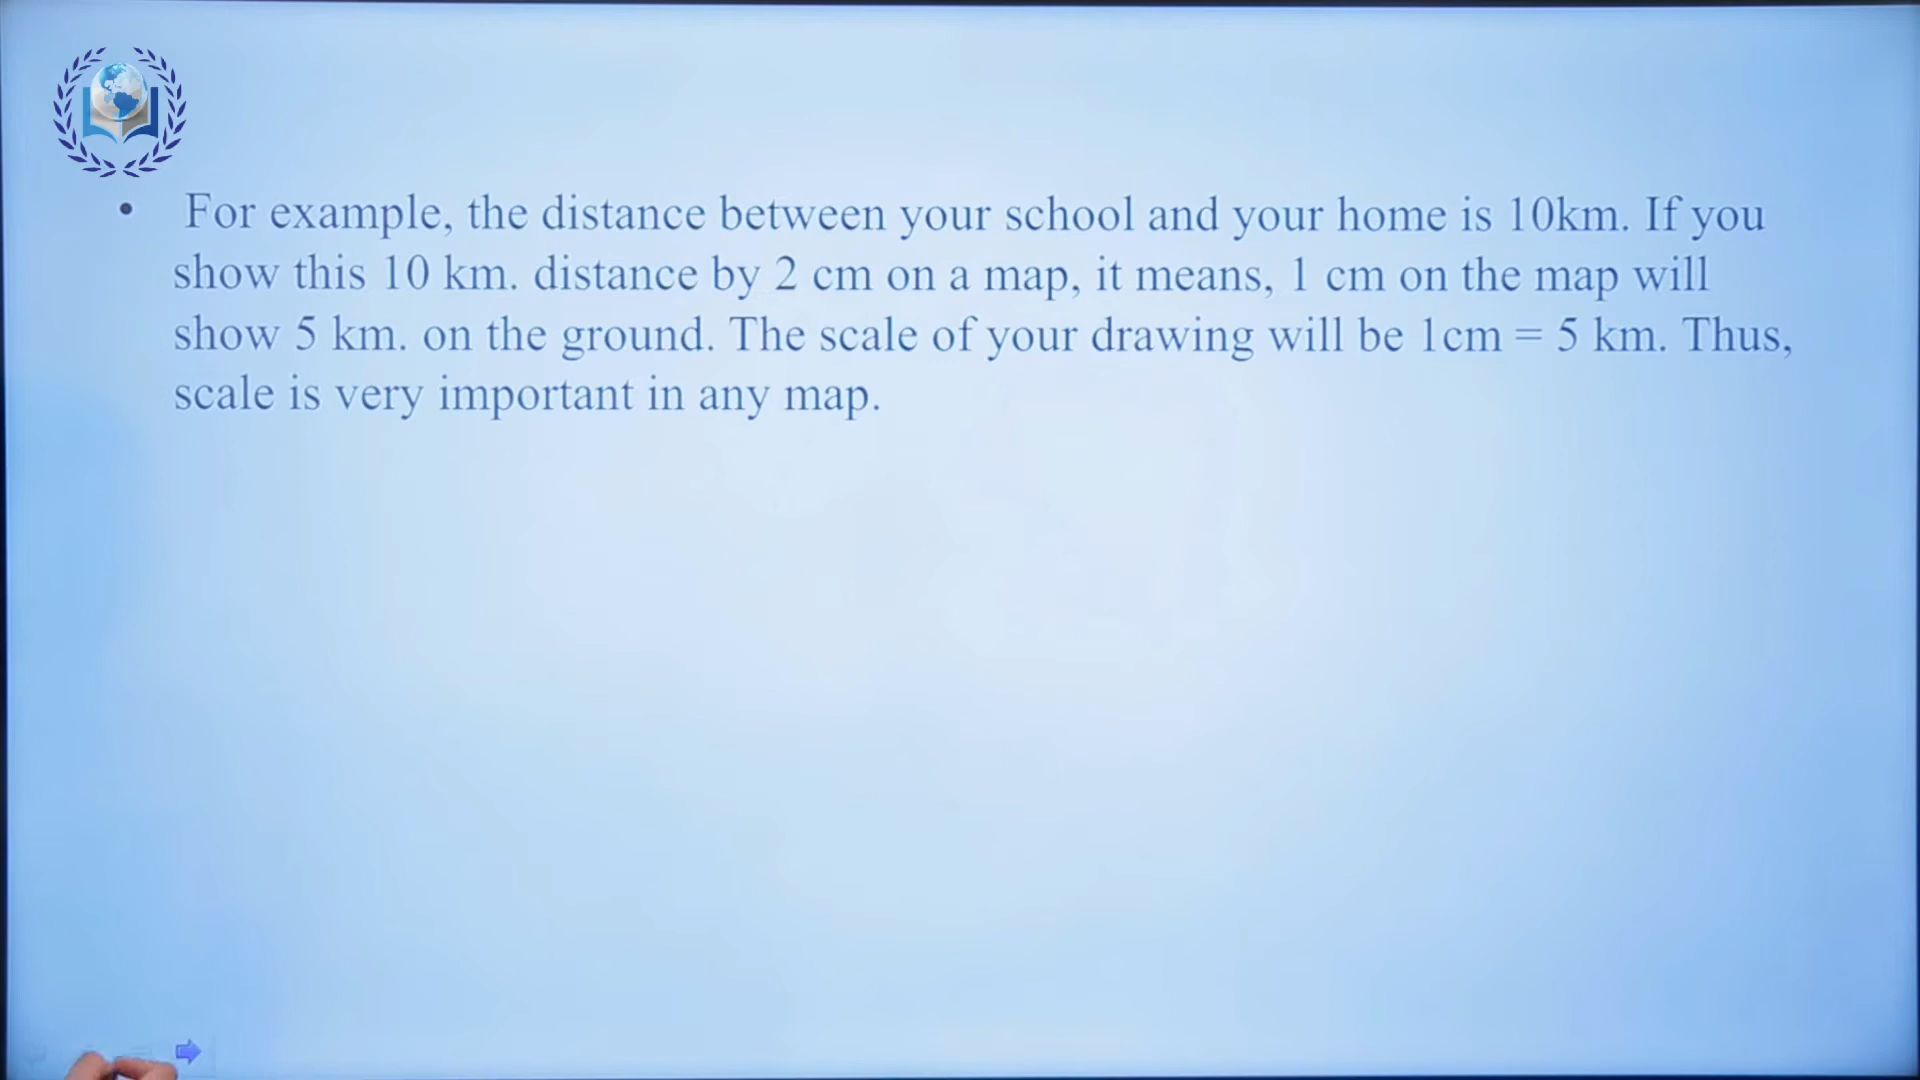 • For example, the distance between your school and your home is 10km. If you
show this 10 km. distance by 2 cm on a map, it means, 1 cm on the map will
show 5 km. on the ground. The scale of your drawing will be 1cm = 5 km. Thus,
scale is very important in any map.